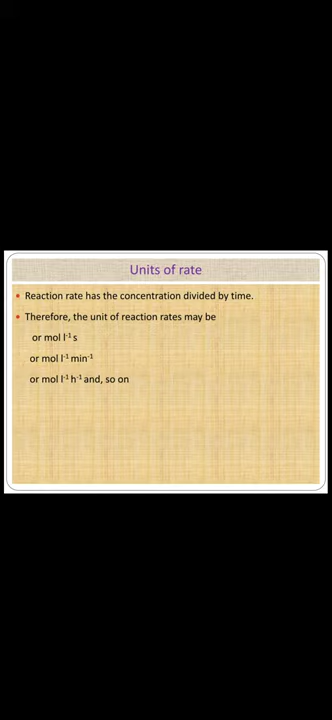 Units of rate
• Reaction rate has the concentration divided by time.
• Therefore, the unit of reaction rates may be
or mol l⁻¹ s
or mol l⁻¹ min⁻¹
or mol l⁻¹ h⁻¹ and, so on